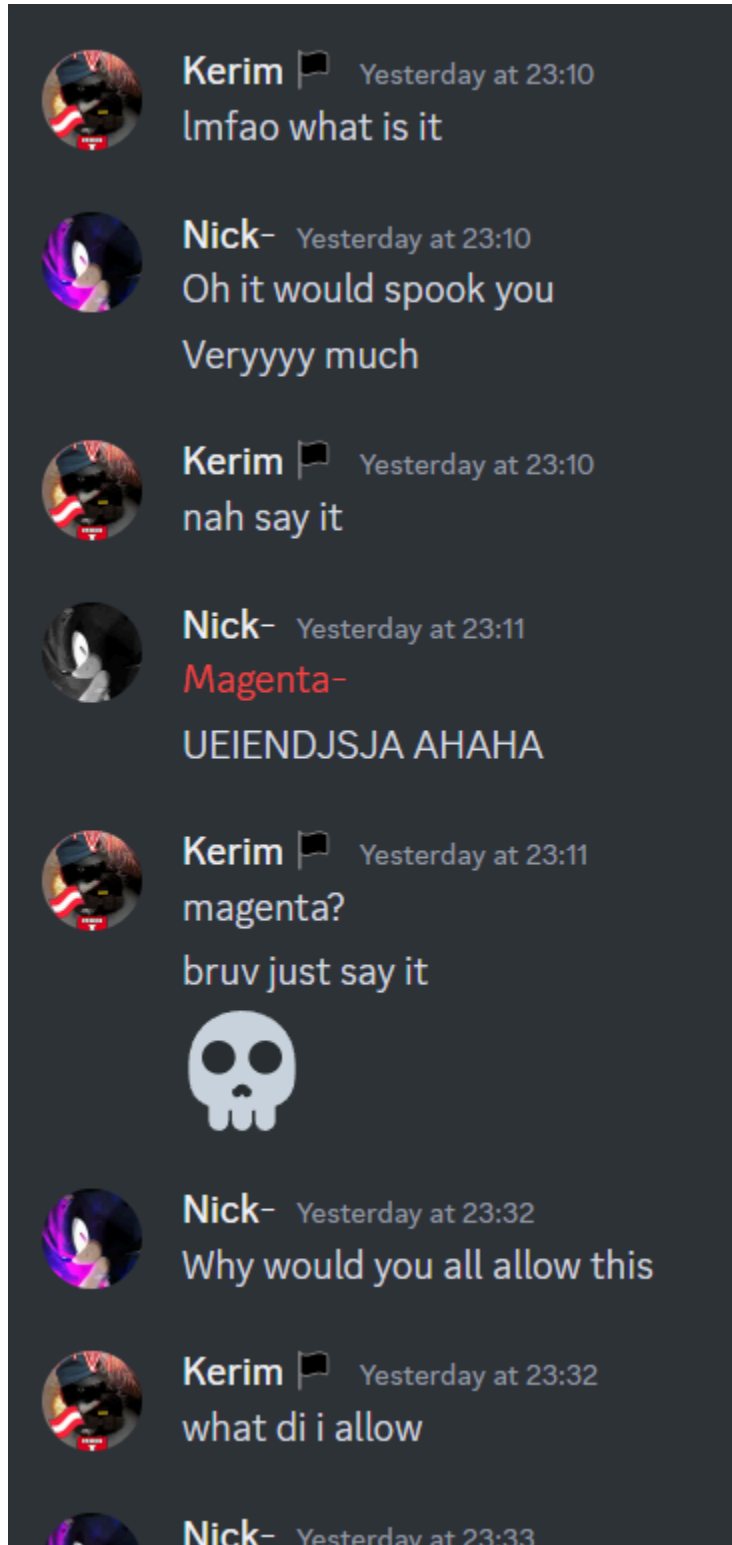 Kerim 🏴 Yesterday at 23:10
lmfao what is it
Nick- Yesterday at 23:10
Oh it would spook you
Veryyyy much
Kerim 🏴 Yesterday at 23:10
nah say it
Nick- Yesterday at 23:11
Magenta-
UEIENDJSJA AHAHA
Kerim 🏴 Yesterday at 23:11
magenta?
bruv just say it
💀
Nick- Yesterday at 23:32
Why would you all allow this
Kerim 🏴 Yesterday at 23:32
what di i allow
Nick- Yesterday at 23:33